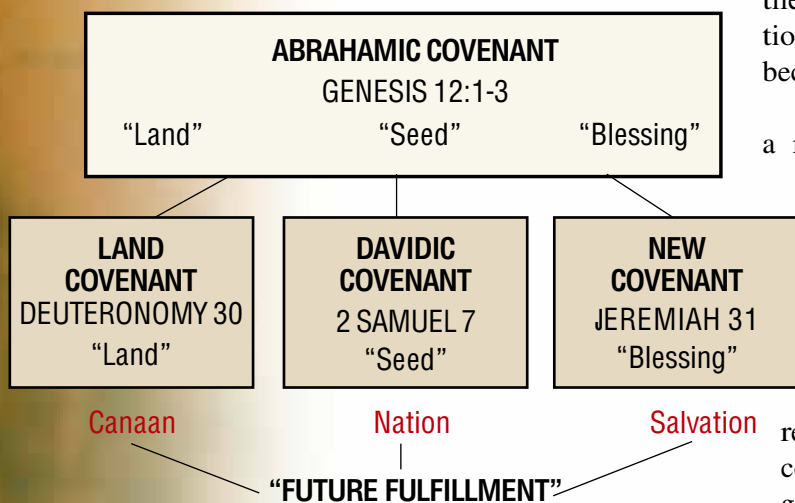 ABRAHAMIC COVENANT
GENESIS 12:1-3
“Land” “Seed” “Blessing”
LAND
COVENANT
DEUTERONOMY 30
“Land”
DAVIDIC
COVENANT
2 SAMUEL 7
“Seed”
NEW
COVENANT
JEREMIAH 31
“Blessing”
Canaan Nation Salvation
“FUTURE FULFILLMENT”
a